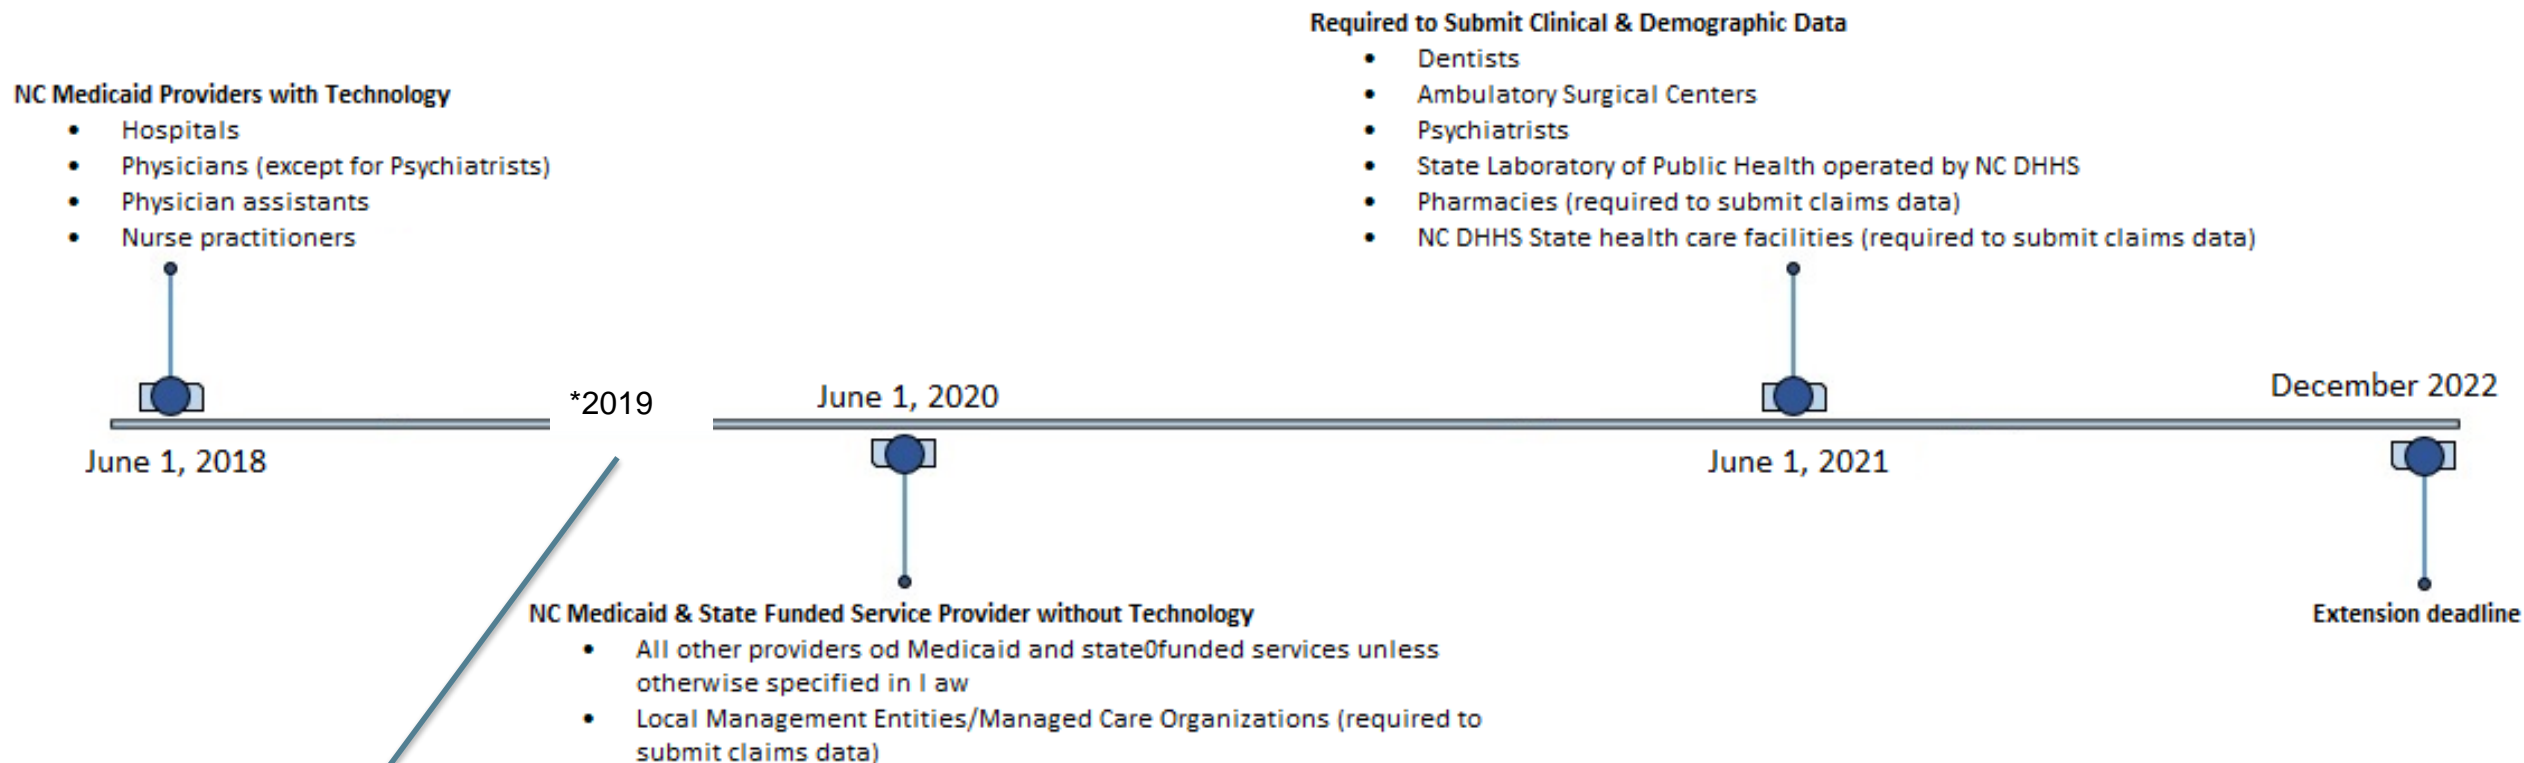 Required to Submit Clinical & Demographic Data
• Dentists
• Ambulatory Surgical Centers
• Psychiatrists
• State Laboratory of Public Health operated by NC DHHS
• Pharmacies (required to submit claims data)
• NC DHHS State health care facilities (required to submit claims data)
NC Medicaid Providers with Technology
• Hospitals
• Physicians (except for Psychiatrists)
• Physician assistants
• Nurse practitioners
June 1, 2018
*2019
June 1, 2020
June 1, 2021
December 2022
NC Medicaid & State Funded Service Provider without Technology
• All other providers od Medicaid and state0funded services unless
otherwise specified in l aw
• Local Management Entities/Managed Care Organizations (required to
submit claims data)
Extension deadline